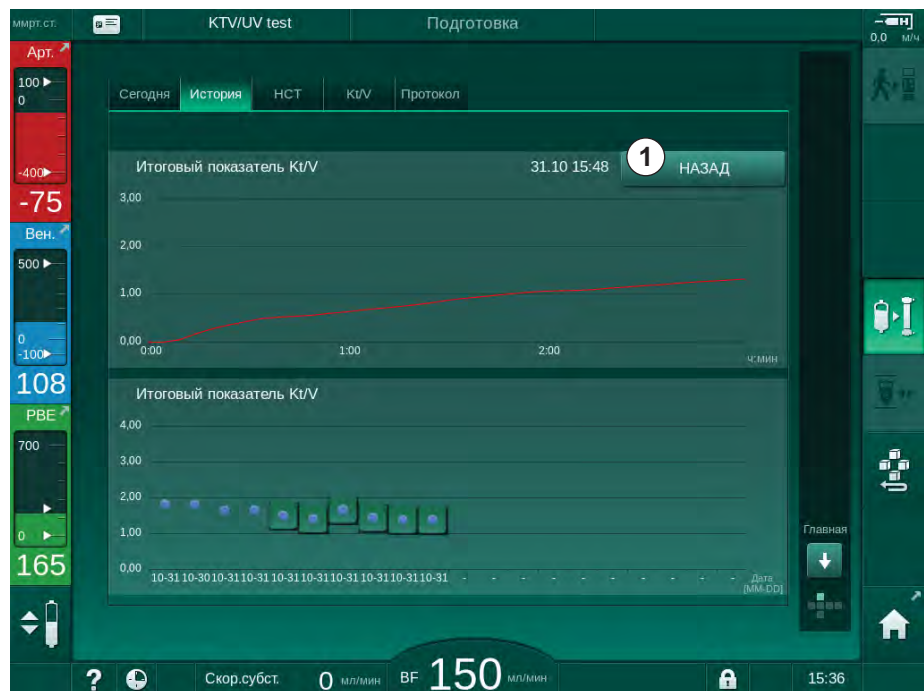 ммрт.ст.
KTV/UV test
Подготовка
0,0 м/ч
Арт.
100
0
-400
-75
Вен.
500
0
-100
108
PBE
700
0
165
Сегодня История НСТ Kt/V Протокол
Итоговый показатель Kt/V
31.10 15:48
1
НАЗАД
3,00
2,00
1,00
0,00
0:00 1:00 2:00
ч:мин
Итоговый показатель Kt/V
4,00
3,00
2,00
1,00
0,00
10-31 10-30 10-31 10-31 10-31 10-31 10-31 10-31 10-31 10-31 - - - - - - - - - -
Дата
[MM-DD]
Главная
?
Скор.субст. 0 мл/мин
BF 150 мл/мин
15:36